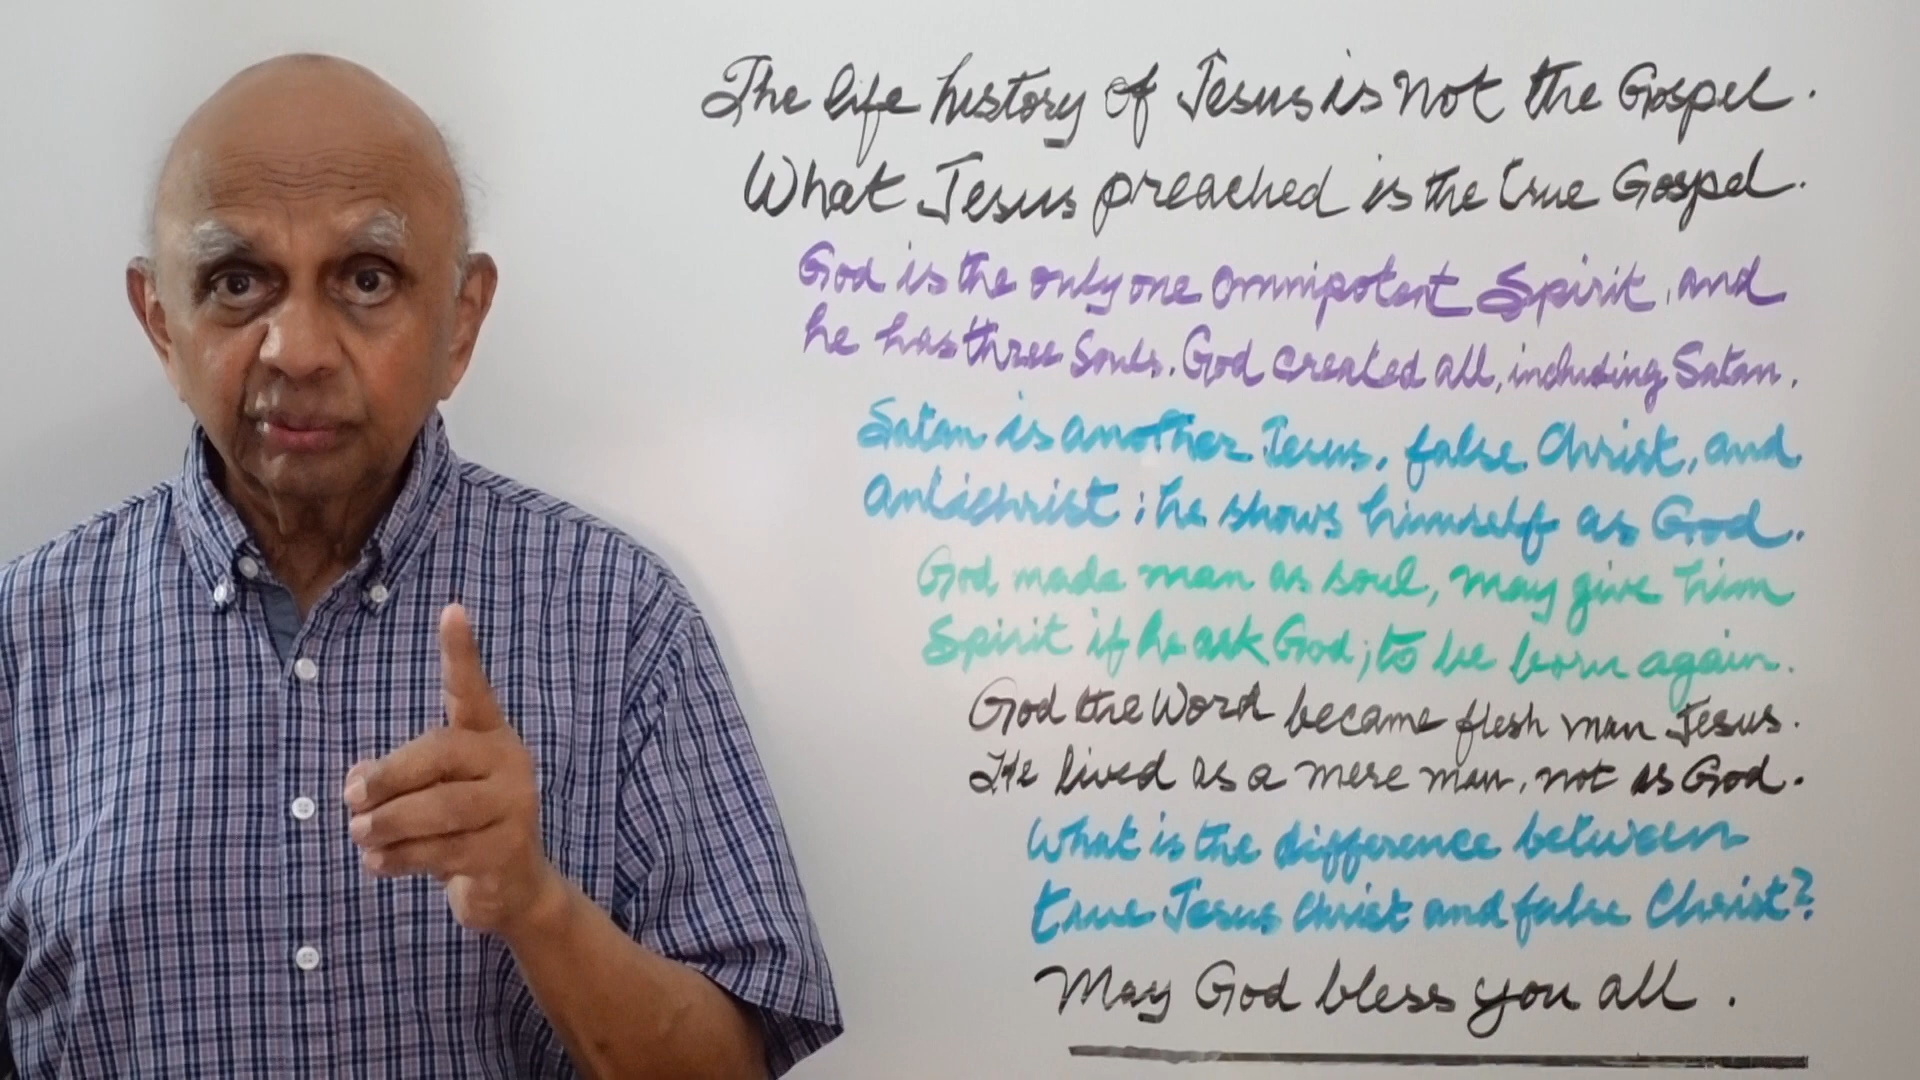 The life history of Jesus is not the Gospel.
What Jesus preached is the true Gospel.
God is the only one omnipotent Spirit, and
he has three Souls. God created all, including Satan.
Satan is another Jesus, false Christ, and
Antichrist; he shows himself as God.
God made man as soul, may give him
Spirit if he ask God; to be born again.
God the Word became flesh man Jesus.
He lived as a mere man, not as God.
What is the difference between
true Jesus Christ and false Christ?
May God bless you all.